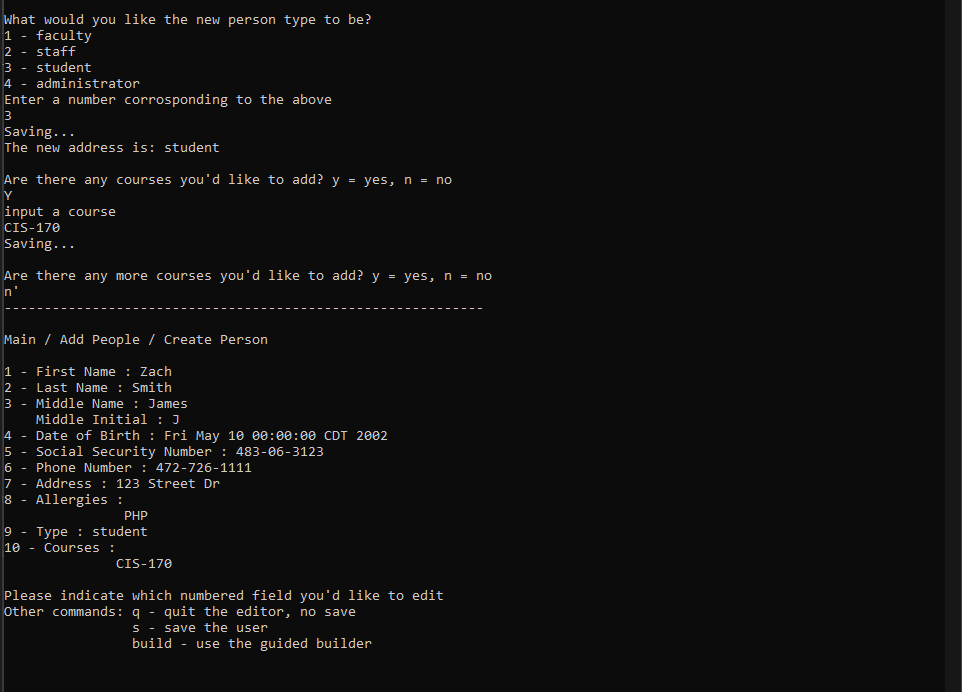 What would you like the new person type to be?
1 - faculty
2 - staff
3 - student
4 - administrator
Enter a number corrosponding to the above
3
Saving...
The new address is: student
Are there any courses you'd like to add? y = yes, n = no
Y
input a course
CIS-170
Saving...
Are there any more courses you'd like to add? y = yes, n = no
n'
------------------------------------------------------------
Main / Add People / Create Person
1 - First Name : Zach
2 - Last Name : Smith
3 - Middle Name : James
Middle Initial : J
4 - Date of Birth : Fri May 10 00:00:00 CDT 2002
5 - Social Security Number : 483-06-3123
6 - Phone Number : 472-726-1111
7 - Address : 123 Street Dr
8 - Allergies :
PHP
9 - Type : student
10 - Courses :
CIS-170
Please indicate which numbered field you'd like to edit
Other commands: q - quit the editor, no save
s - save the user
build - use the guided builder